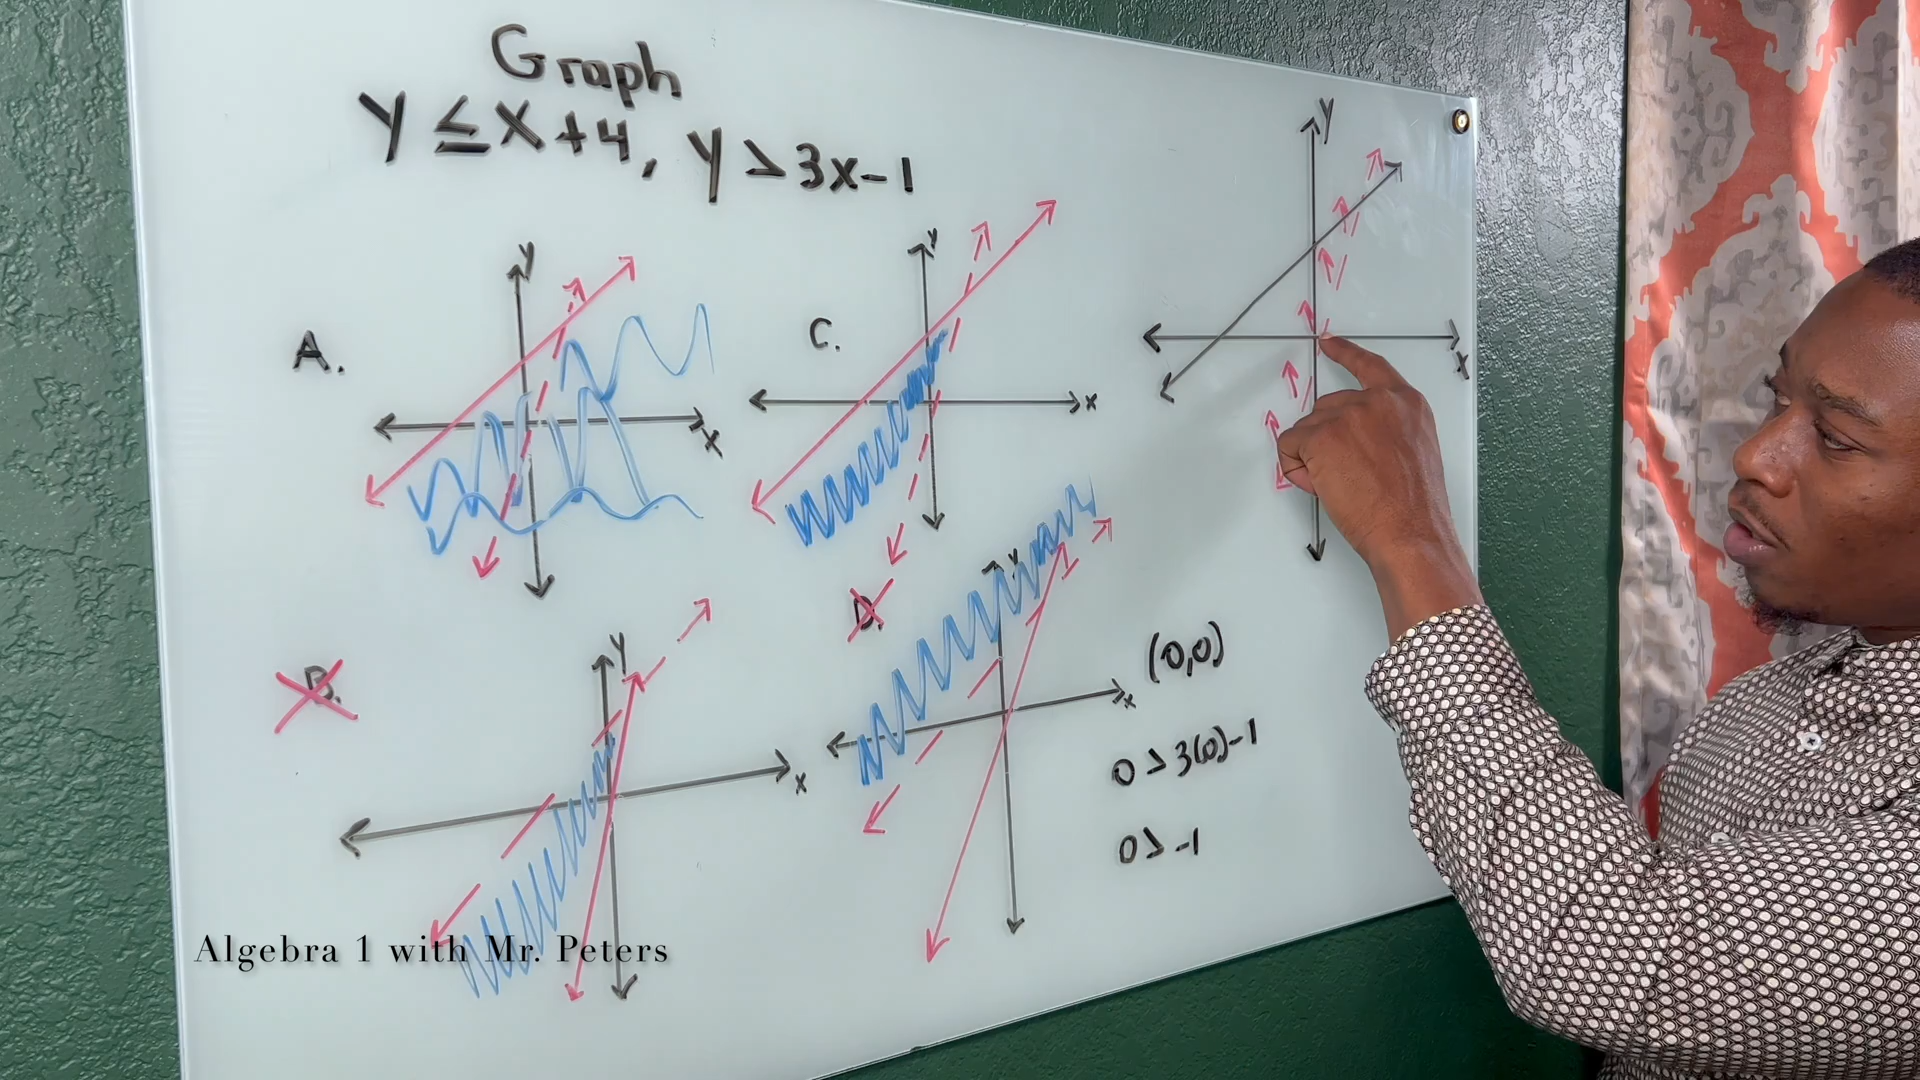 Graph
y ≤ x + 4, y > 3x - 1
y
A.
x
y
C.
x
y
x
B.
y
x
D.
y
x
(0,0)
0 > 3(0) - 1
0 > -1
Algebra 1 with Mr. Peters